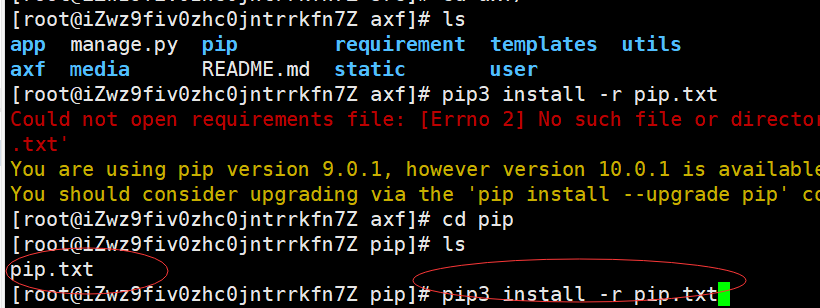 [root@iZwz9fiv0zhc0jntrrkfn7Z axf]# ls
app manage.py pip requirement templates utils
axf media README.md static user
[root@iZwz9fiv0zhc0jntrrkfn7Z axf]# pip3 install -r pip.txt
Could not open requirements file: [Errno 2] No such file or director
.txt'
You are using pip version 9.0.1, however version 10.0.1 is available
You should consider upgrading via the 'pip install --upgrade pip' co
[root@iZwz9fiv0zhc0jntrrkfn7Z axf]# cd pip
[root@iZwz9fiv0zhc0jntrrkfn7Z pip]# ls
pip.txt
[root@iZwz9fiv0zhc0jntrrkfn7Z pip]# pip3 install -r pip.txt